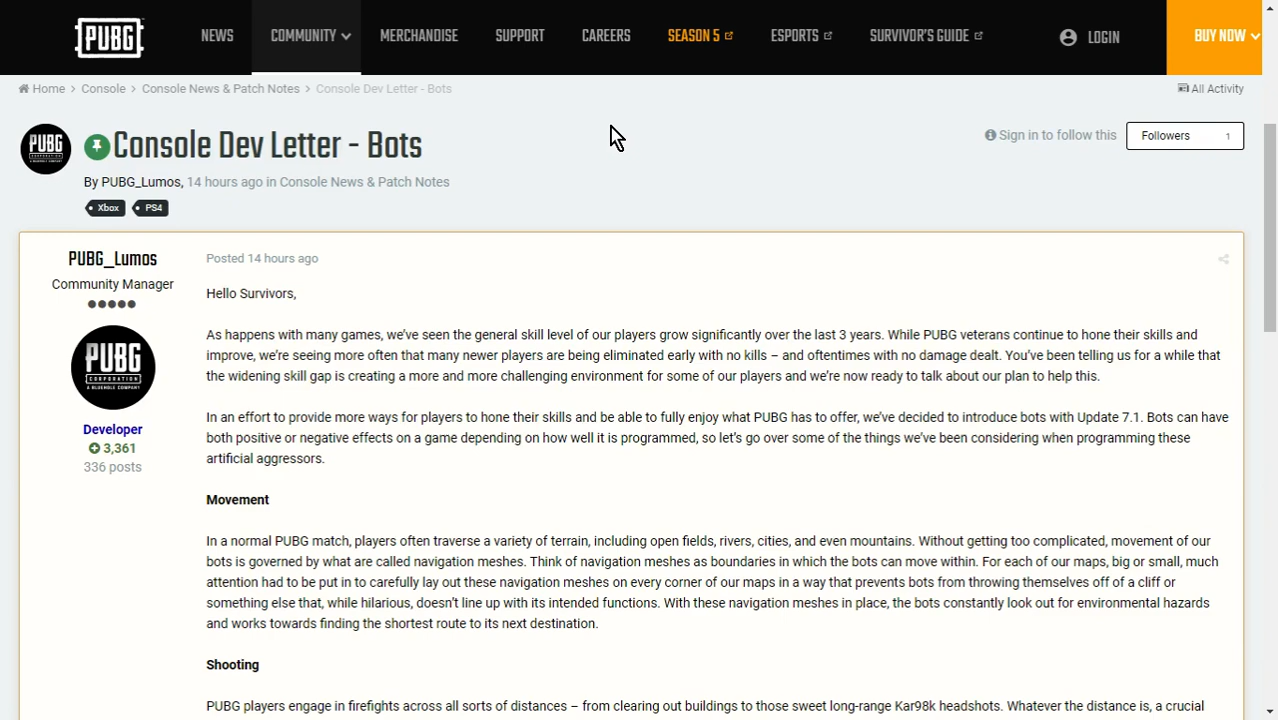 PUBG NEWS COMMUNITY MERCHANDISE SUPPORT CAREERS SEASON 5 ESPORTS SURVIVOR'S GUIDE LOGIN BUY NOW
Home > Console > Console News & Patch Notes > Console Dev Letter - Bots All Activity
PUBG CORPORATION
Console Dev Letter - Bots
Sign in to follow this Followers 1
By PUBG_Lumos, 14 hours ago in Console News & Patch Notes
Xbox PS4
PUBG_Lumos
Community Manager
PUBG
CORPORATION
A BLUEHOLE COMPANY
Developer
3,361
336 posts
Posted 14 hours ago
Hello Survivors,
As happens with many games, we've seen the general skill level of our players grow significantly over the last 3 years. While PUBG veterans continue to hone their skills and
improve, we're seeing more often that many newer players are being eliminated early with no kills – and oftentimes with no damage dealt. You've been telling us for a while that
the widening skill gap is creating a more and more challenging environment for some of our players and we're now ready to talk about our plan to help this.
In an effort to provide more ways for players to hone their skills and be able to fully enjoy what PUBG has to offer, we've decided to introduce bots with Update 7.1. Bots can have
both positive or negative effects on a game depending on how well it is programmed, so let's go over some of the things we've been considering when programming these
artificial aggressors.
Movement
In a normal PUBG match, players often traverse a variety of terrain, including open fields, rivers, cities, and even mountains. Without getting too complicated, movement of our
bots is governed by what are called navigation meshes. Think of navigation meshes as boundaries in which the bots can move within. For each of our maps, big or small, much
attention had to be put in to carefully lay out these navigation meshes on every corner of our maps in a way that prevents bots from throwing themselves off of a cliff or
something else that, while hilarious, doesn't line up with its intended functions. With these navigation meshes in place, the bots constantly look out for environmental hazards
and works towards finding the shortest route to its next destination.
Shooting
PUBG players engage in firefights across all sorts of distances – from clearing out buildings to those sweet long-range Kar98k headshots. Whatever the distance is, a crucial